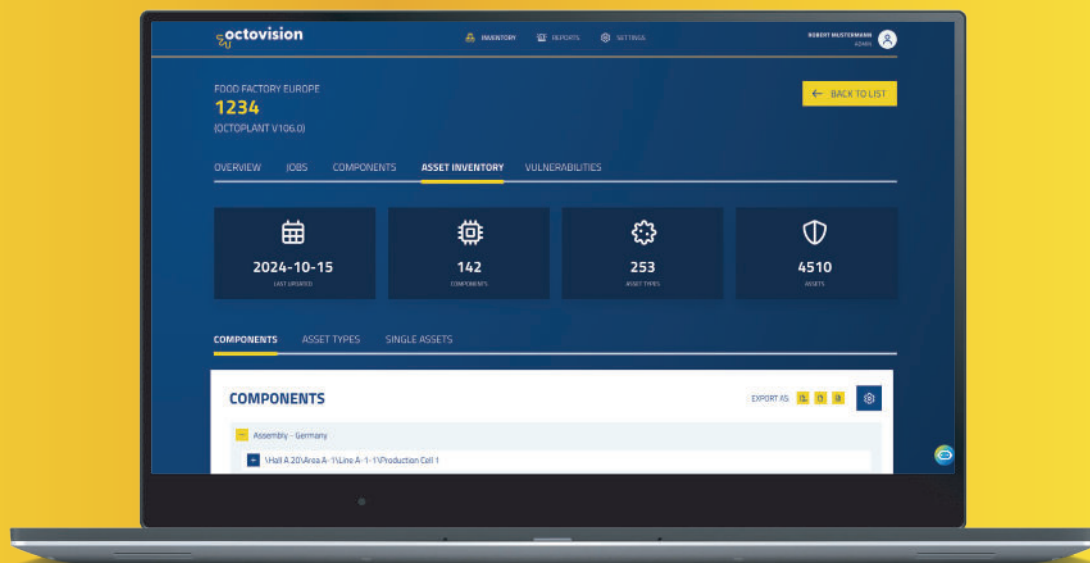 octovision
INVENTORY
REPORTS
SETTINGS
ROBERT MUSTERMANN
ADMIN
FOOD FACTORY EUROPE
1234
(OCTOPLANT V106.0)
← BACK TO LIST
OVERVIEW
JOBS
COMPONENTS
ASSET INVENTORY
VULNERABILITIES
2024-10-15
LAST UPDATED
142
COMPONENTS
253
ASSET TYPES
4510
ASSETS
COMPONENTS
ASSET TYPES
SINGLE ASSETS
COMPONENTS
EXPORT AS
Assembly - Germany
\Hall A 20\Area A-1\Line A-1-1\Production Cell 1